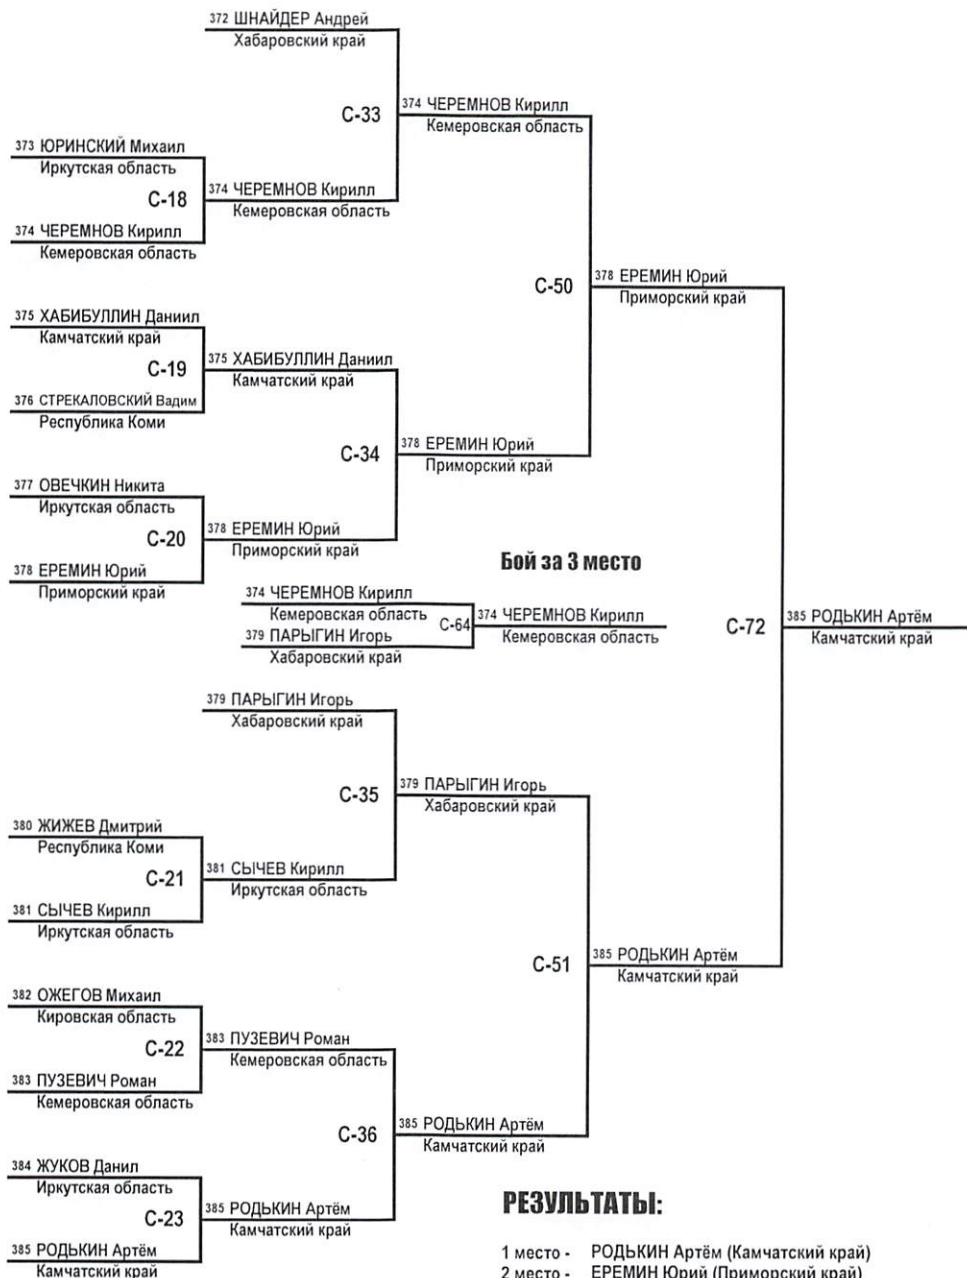 372 ШНАЙДЕР Андрей
Хабаровский край
С-33
374 ЧЕРЕМНОВ Кирилл
Кемеровская область
373 ЮРИНСКИЙ Михаил
Иркутская область
С-18
374 ЧЕРЕМНОВ Кирилл
Кемеровская область
374 ЧЕРЕМНОВ Кирилл
Кемеровская область
С-50
378 ЕРЕМИН Юрий
Приморский край
375 ХАБИБУЛЛИН Даниил
Камчатский край
С-19
375 ХАБИБУЛЛИН Даниил
Камчатский край
376 СТРЕКАЛОВСКИЙ Вадим
Республика Коми
С-34
378 ЕРЕМИН Юрий
Приморский край
377 ОВЕЧКИН Никита
Иркутская область
С-20
378 ЕРЕМИН Юрий
Приморский край
378 ЕРЕМИН Юрий
Приморский край
Бой за 3 место
374 ЧЕРЕМНОВ Кирилл
Кемеровская область
С-64
374 ЧЕРЕМНОВ Кирилл
Кемеровская область
379 ПАРЫГИН Игорь
Хабаровский край
С-72
385 РОДЬКИН Артём
Камчатский край
379 ПАРЫГИН Игорь
Хабаровский край
С-35
379 ПАРЫГИН Игорь
Хабаровский край
380 ЖИЖЕВ Дмитрий
Республика Коми
С-21
381 СЫЧЕВ Кирилл
Иркутская область
381 СЫЧЕВ Кирилл
Иркутская область
С-51
385 РОДЬКИН Артём
Камчатский край
382 ОЖЕГОВ Михаил
Кировская область
С-22
383 ПУЗЕВИЧ Роман
Кемеровская область
383 ПУЗЕВИЧ Роман
Кемеровская область
С-36
385 РОДЬКИН Артём
Камчатский край
384 ЖУКОВ Данил
Иркутская область
С-23
385 РОДЬКИН Артём
Камчатский край
385 РОДЬКИН Артём
Камчатский край
РЕЗУЛЬТАТЫ:
1 место - РОДЬКИН Артём (Камчатский край)
2 место - ЕРЕМИН Юрий (Приморский край)